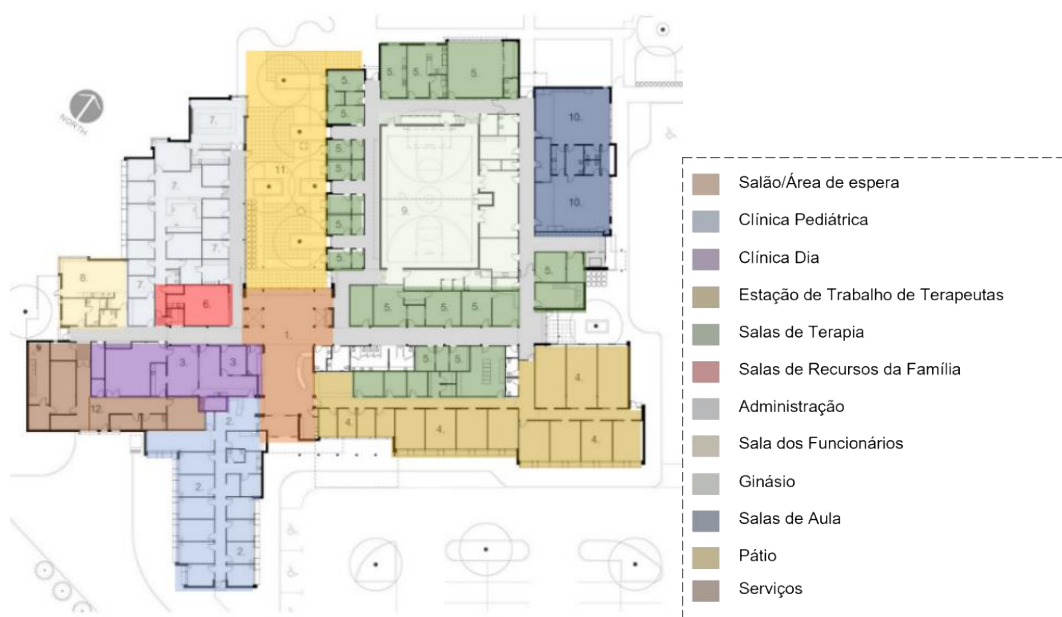 5.
5.
5.
5.
5.
7.
10.
NORTH
5.
5.
11.
7.
5.
5.
9.
10.
7.
5.
5.
8.
7.
6.
5.
5.
5.
5.
1.
3.
3.
5.
5.
4.
12.
2.
4.
4.
4.
2.
2.
Salão/Área de espera
Clínica Pediátrica
Clínica Dia
Estação de Trabalho de Terapeutas
Salas de Terapia
Salas de Recursos da Família
Administração
Sala dos Funcionários
Ginásio
Salas de Aula
Pátio
Serviços